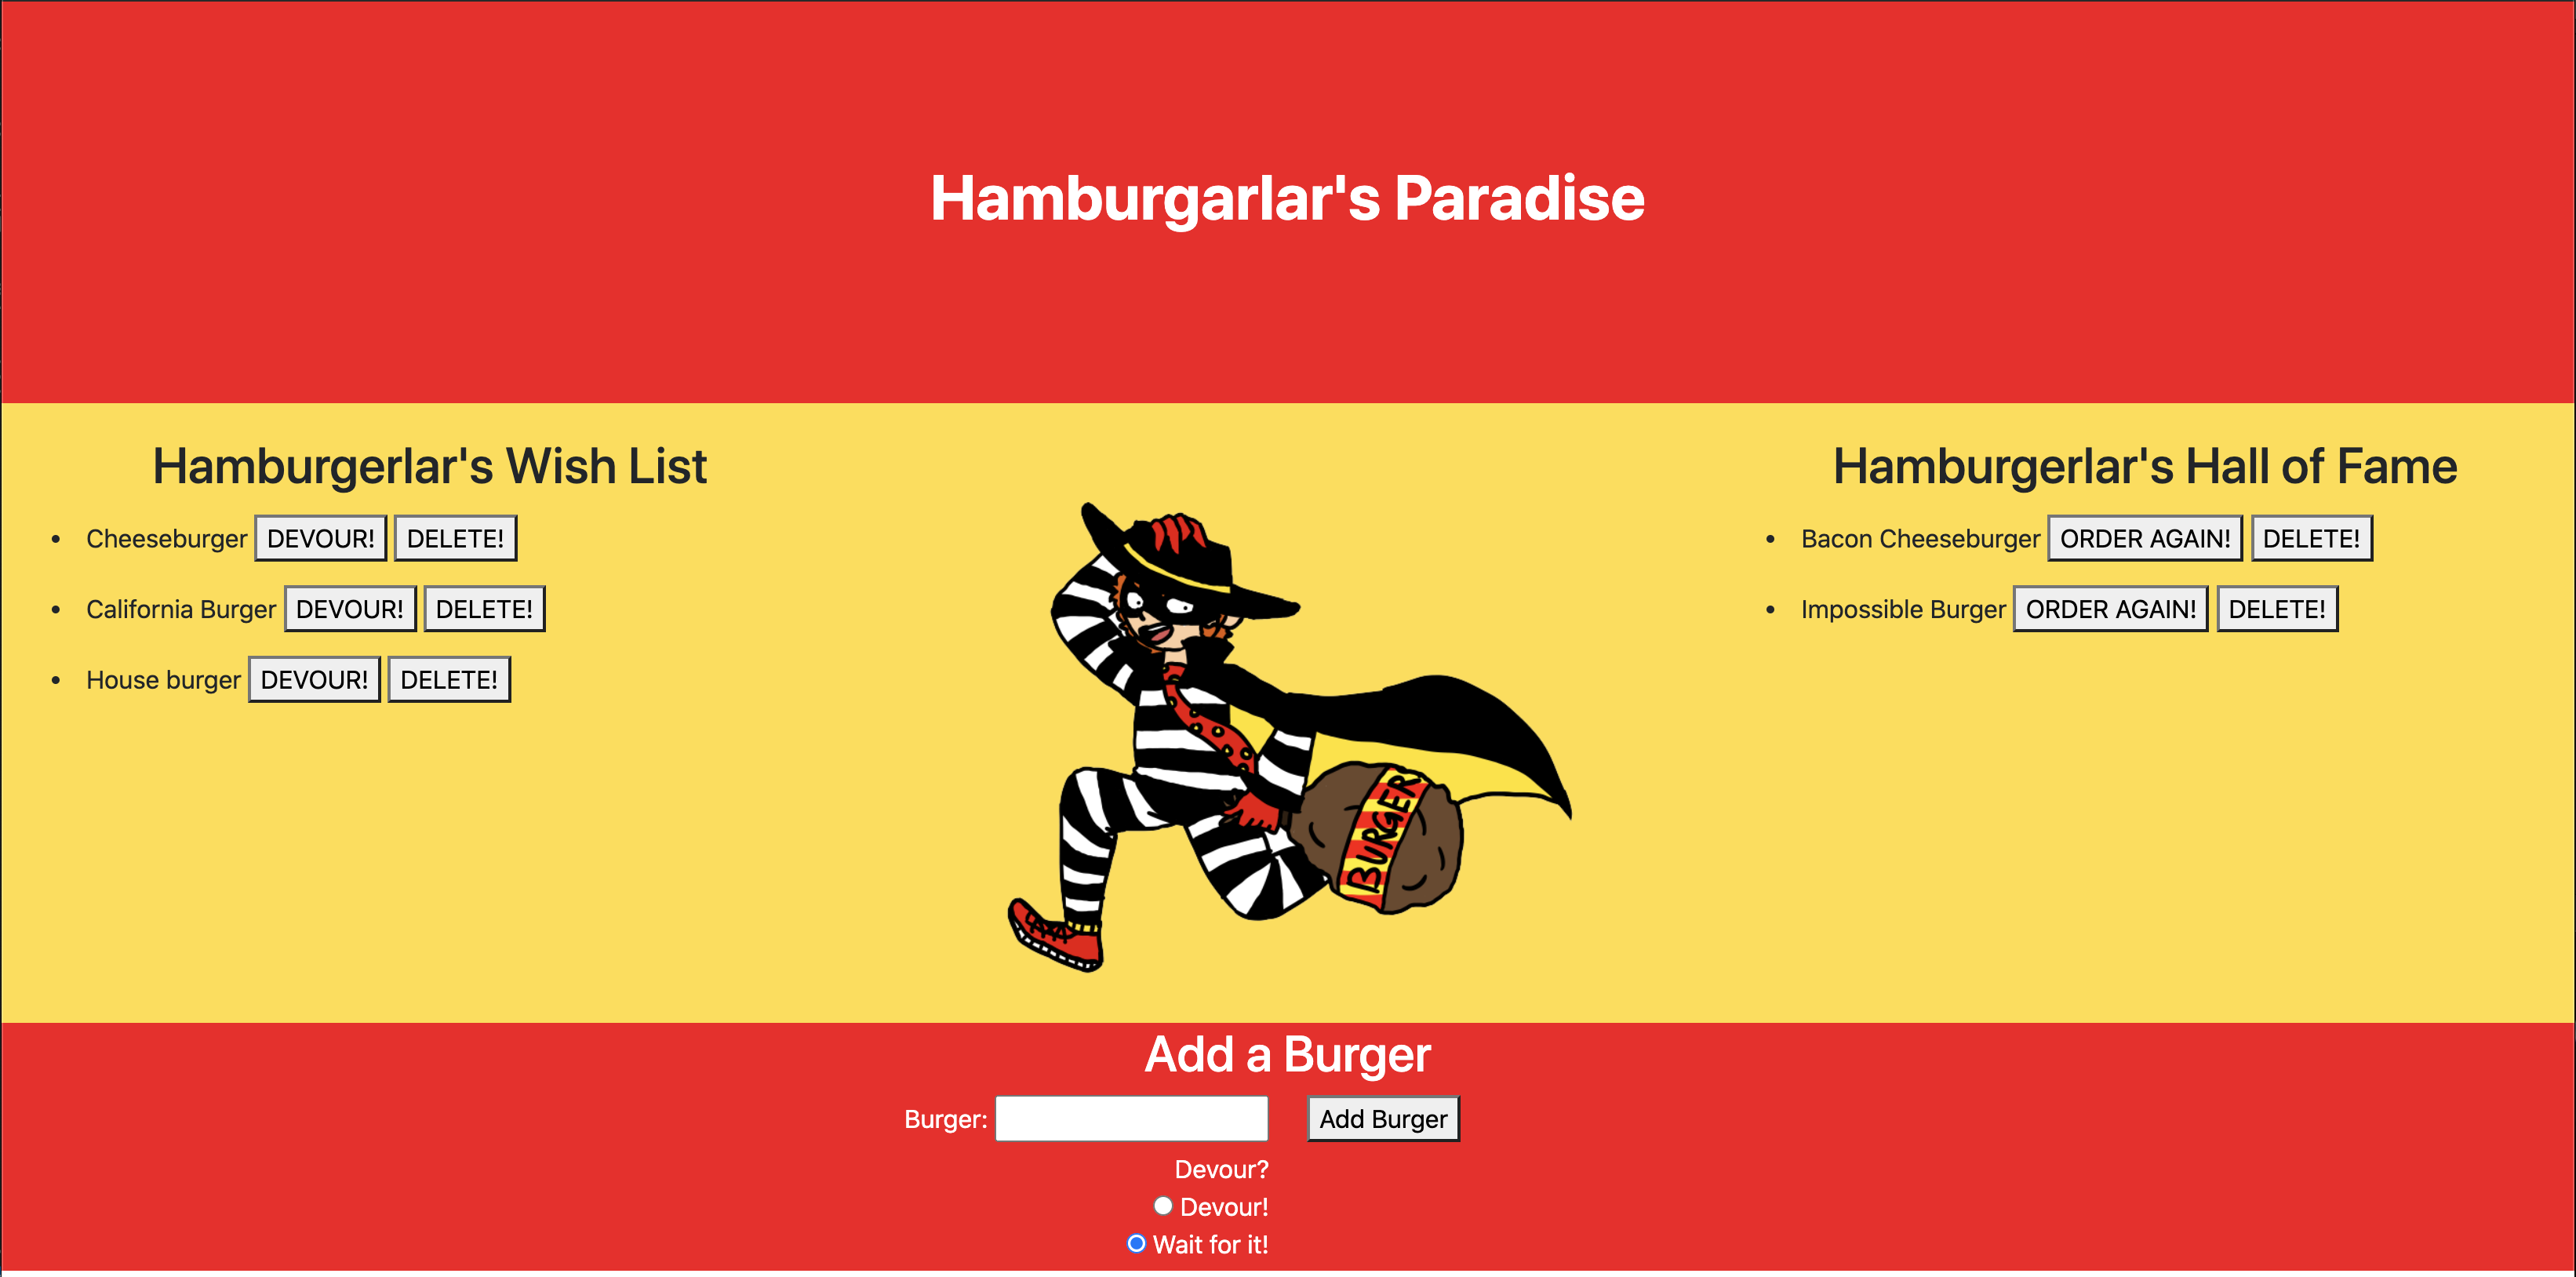 Hamburgarlar's Paradise
Hamburgerlar's Wish List
Cheeseburger DEVOUR! DELETE!
California Burger DEVOUR! DELETE!
House burger DEVOUR! DELETE!
BURGER
Hamburgerlar's Hall of Fame
Bacon Cheeseburger ORDER AGAIN! DELETE!
Impossible Burger ORDER AGAIN! DELETE!
Add a Burger
Burger: Add Burger
Devour?
Devour!
Wait for it!